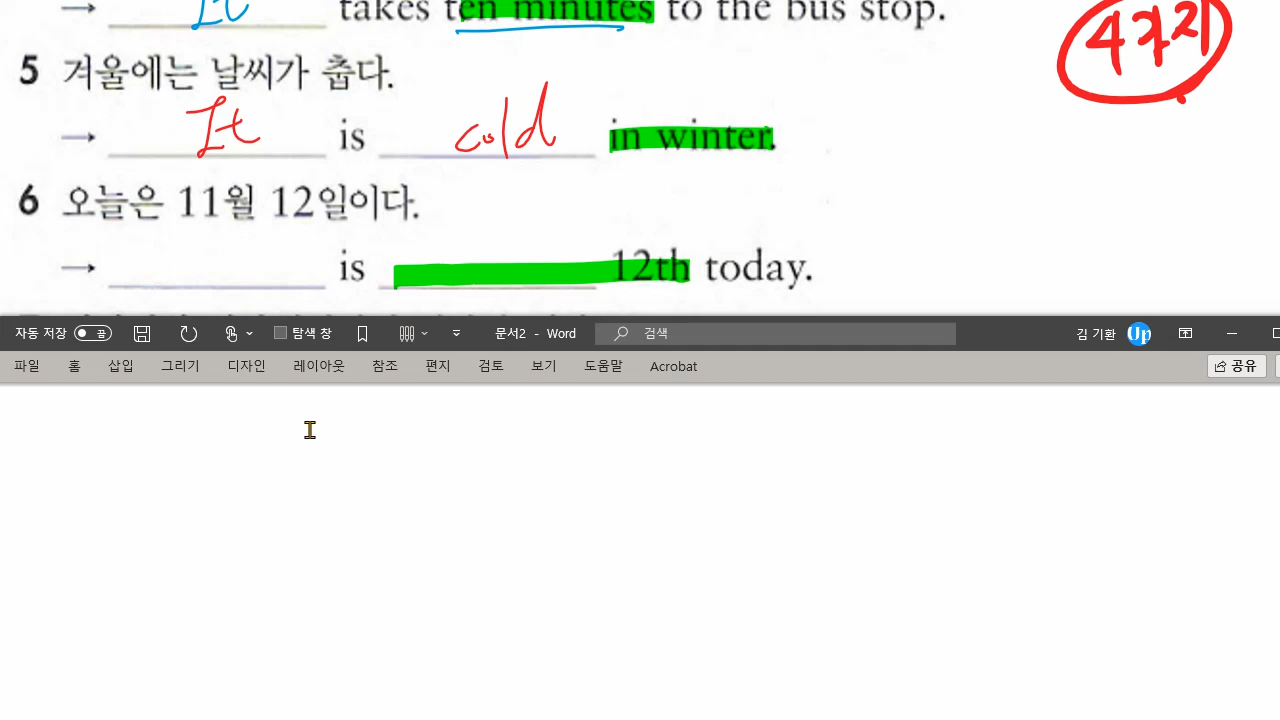 → It takes ten minutes to the bus stop.
4가지
5 겨울에는 날씨가 춥다.
→ It is cold in winter.
6 오늘은 11월 12일이다.
→ is 12th today.
자동 저장 끔 탐색 창 문서2 - Word 검색 김 기환 Up
파일 홈 삽입 그리기 디자인 레이아웃 참조 편지 검토 보기 도움말 Acrobat 공유